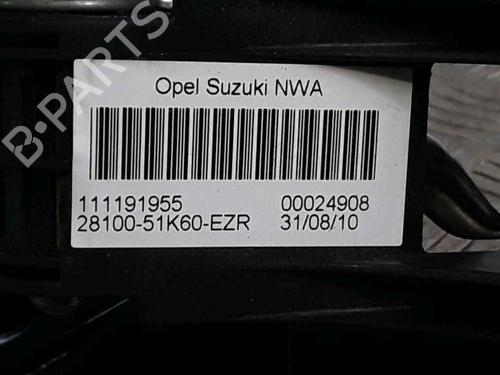 Opel Suzuki NWA
111191955 00024908
28100-51K60-EZR 31/08/10
B-Parts